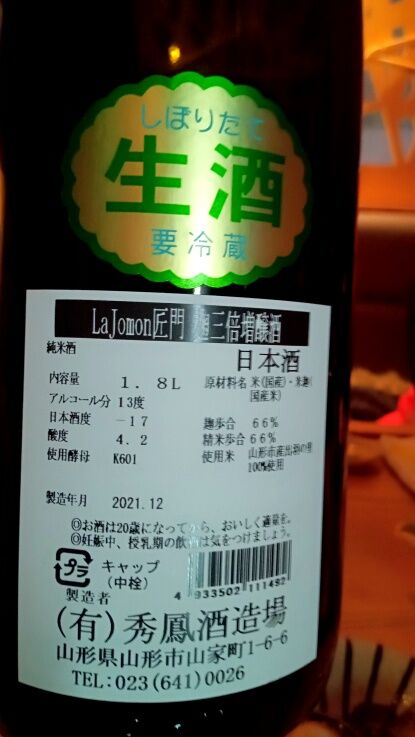 しぼりたて
生酒
要冷蔵
LaJomon匠門 麹三倍増醸酒
純米酒
日本酒
内容量 1.8L
アルコール分 13度
日本酒度 -17
酸度 4.2
使用酵母 K601
原材料名 米(国産)・米麹(
国産米)
麹歩合 66%
精米歩合 66%
使用米 山形市産出羽の里
100%使用
製造年月 2021.12
◎お酒は20歳になってから、おいしく適量を。
◎妊娠中、授乳期の飲酒は気をつけましょう。
プラ
キャップ
(中栓)
4 933502 111492
製造者
(有)秀鳳酒造場
山形県山形市山家町1-6-6
TEL:023(641)0026